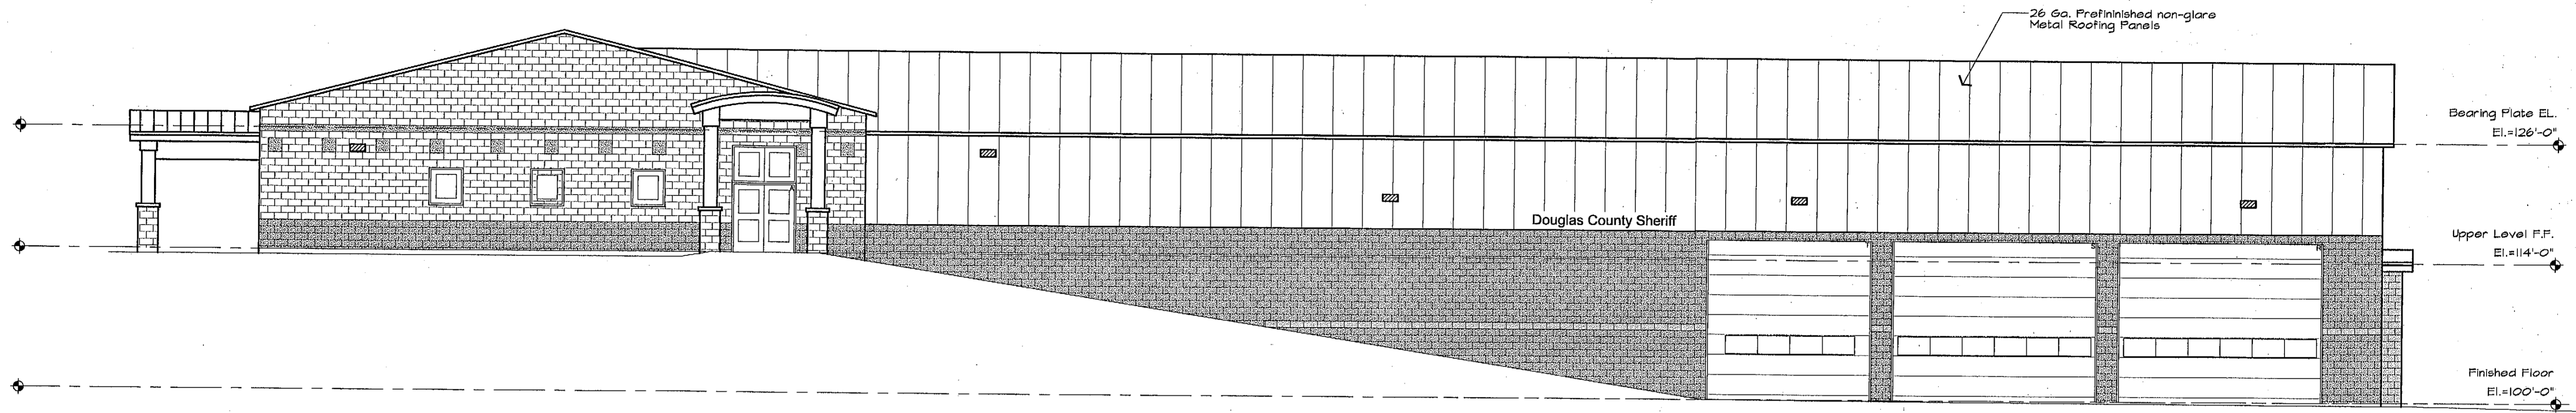 26 Ga. Prefininished non-glare
Metal Roofing Panels
Bearing Plate EL.
El.=126'-0"
Douglas County Sheriff
Upper Level F.F.
El.=114'-0"
T
S
R
Finished Floor
El.=100'-0"